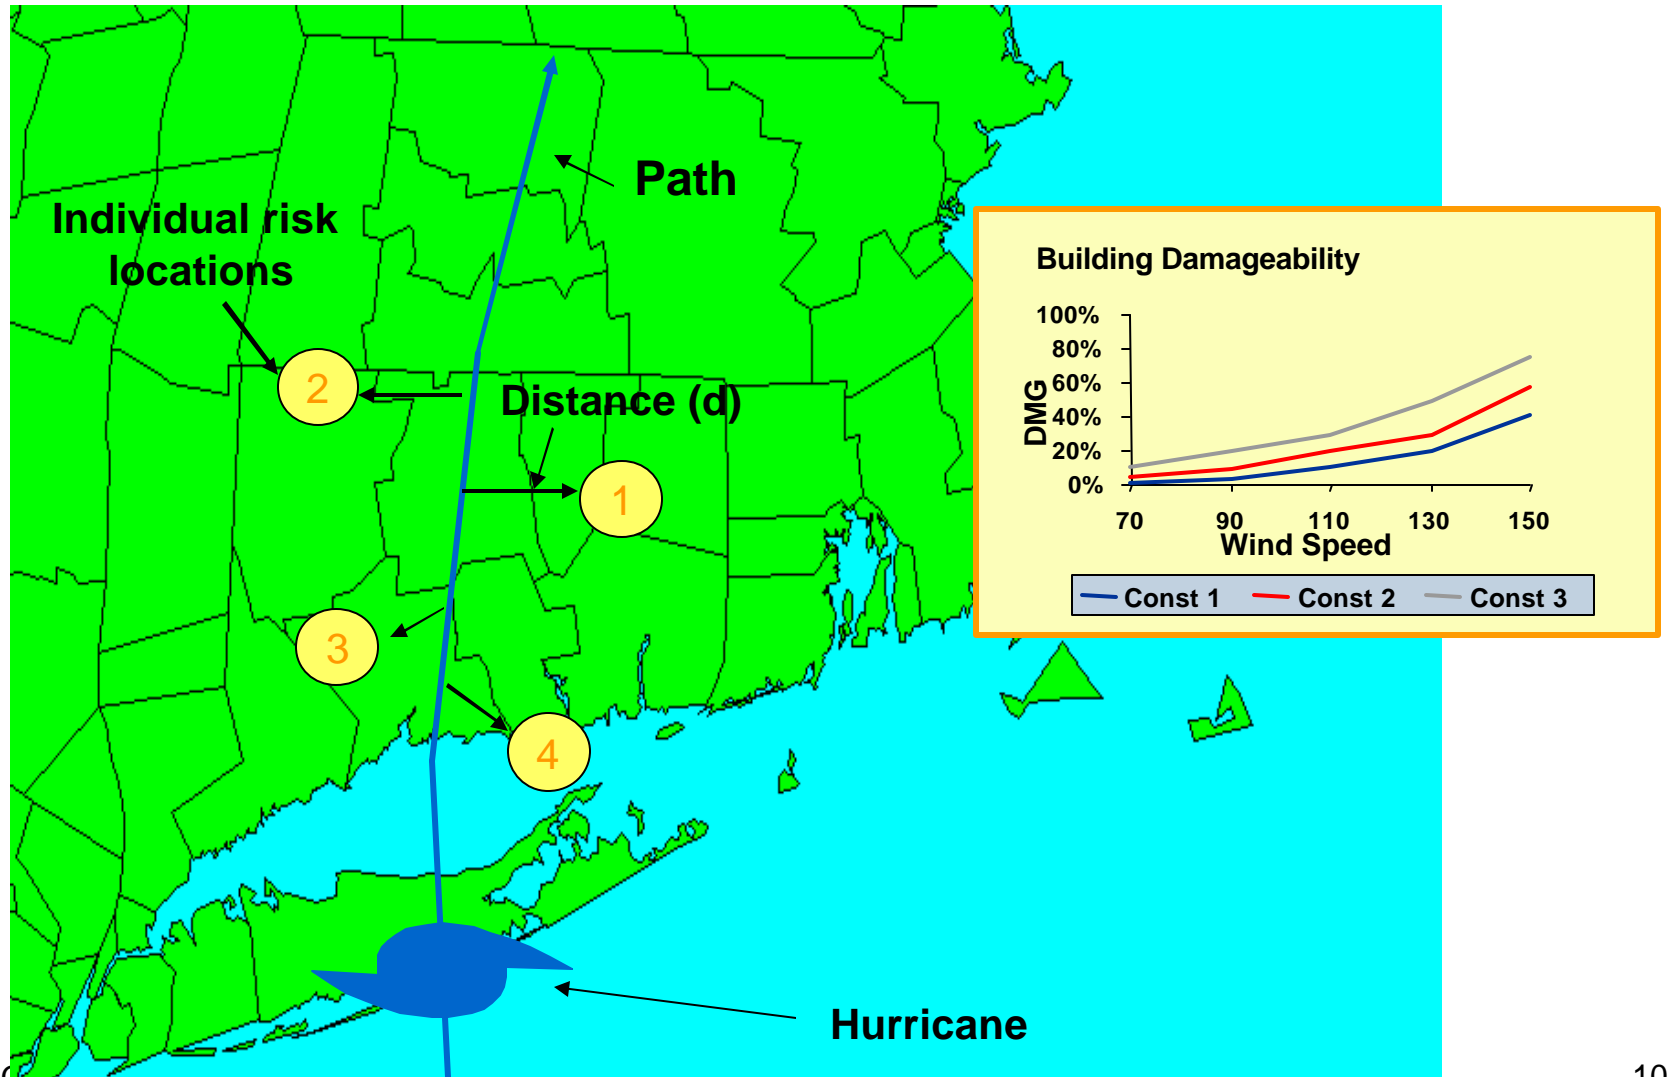 Path
Individual risk
locations
2
Distance (d)
1
3
4
Hurricane
Building Damageability
100%
80%
60%
40%
20%
0%
DMG
70 90 110 130 150
Wind Speed
Const 1 Const 2 Const 3
10